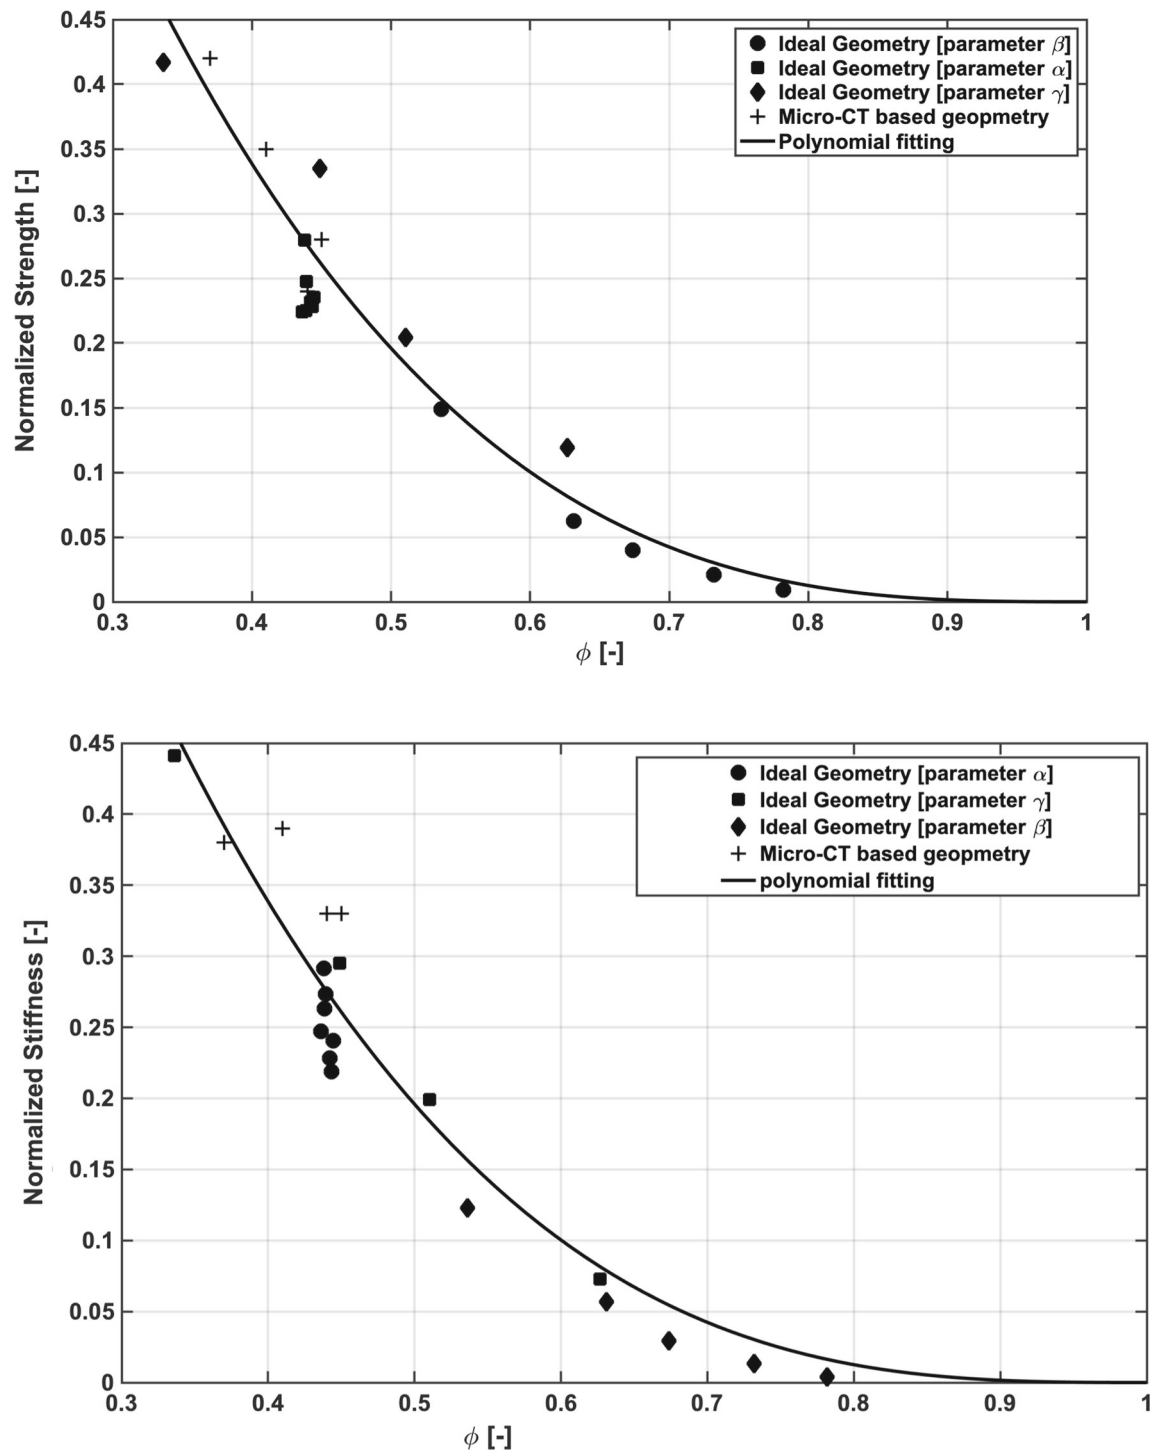 0.45
0.4
0.35
0.3
0.25
0.2
0.15
0.1
0.05
0
Normalized Strength [-]
Ideal Geometry [parameter β]
Ideal Geometry [parameter α]
Ideal Geometry [parameter γ]
Micro-CT based geopmetry
Polynomial fitting
0.3 0.4 0.5 0.6 0.7 0.8 0.9 1
ϕ [-]
0.45
0.4
0.35
0.3
0.25
0.2
0.15
0.1
0.05
0
Normalized Stiffness [-]
Ideal Geometry [parameter α]
Ideal Geometry [parameter γ]
Ideal Geometry [parameter β]
Micro-CT based geopmetry
polynomial fitting
0.3 0.4 0.5 0.6 0.7 0.8 0.9 1
ϕ [-]